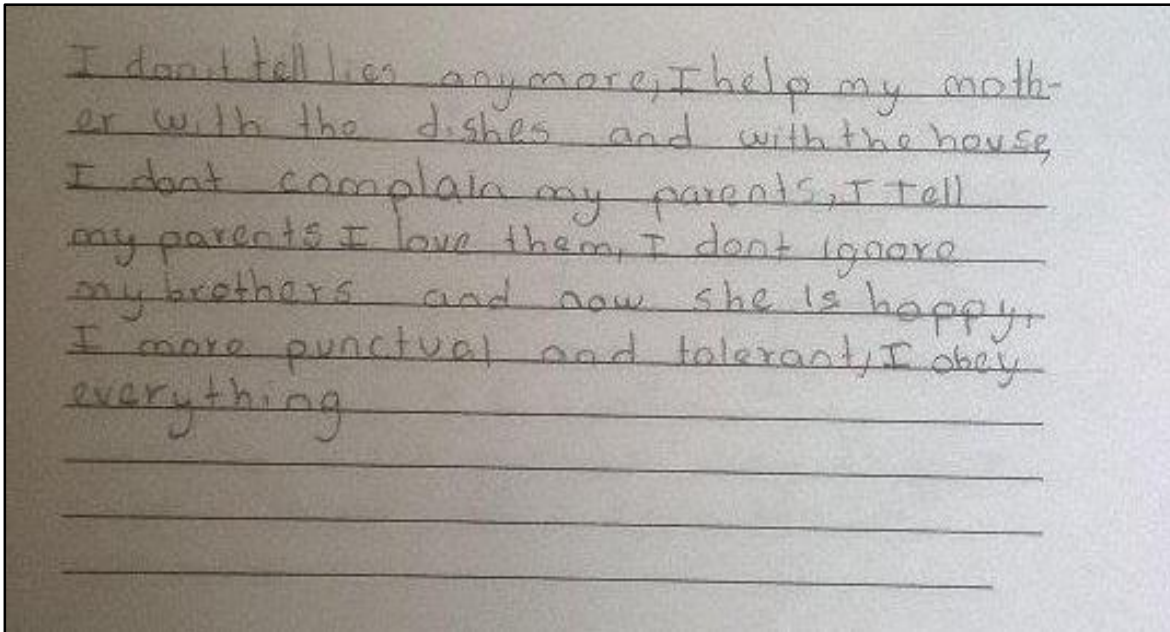 I don't tell lies anymore, I help my moth-
er with the dishes and with the house,
I dont complain my parents, I tell
my parents I love them, I dont ignore
my brothers and now she is happy.
I more punctual and tolerant, I obey
everything